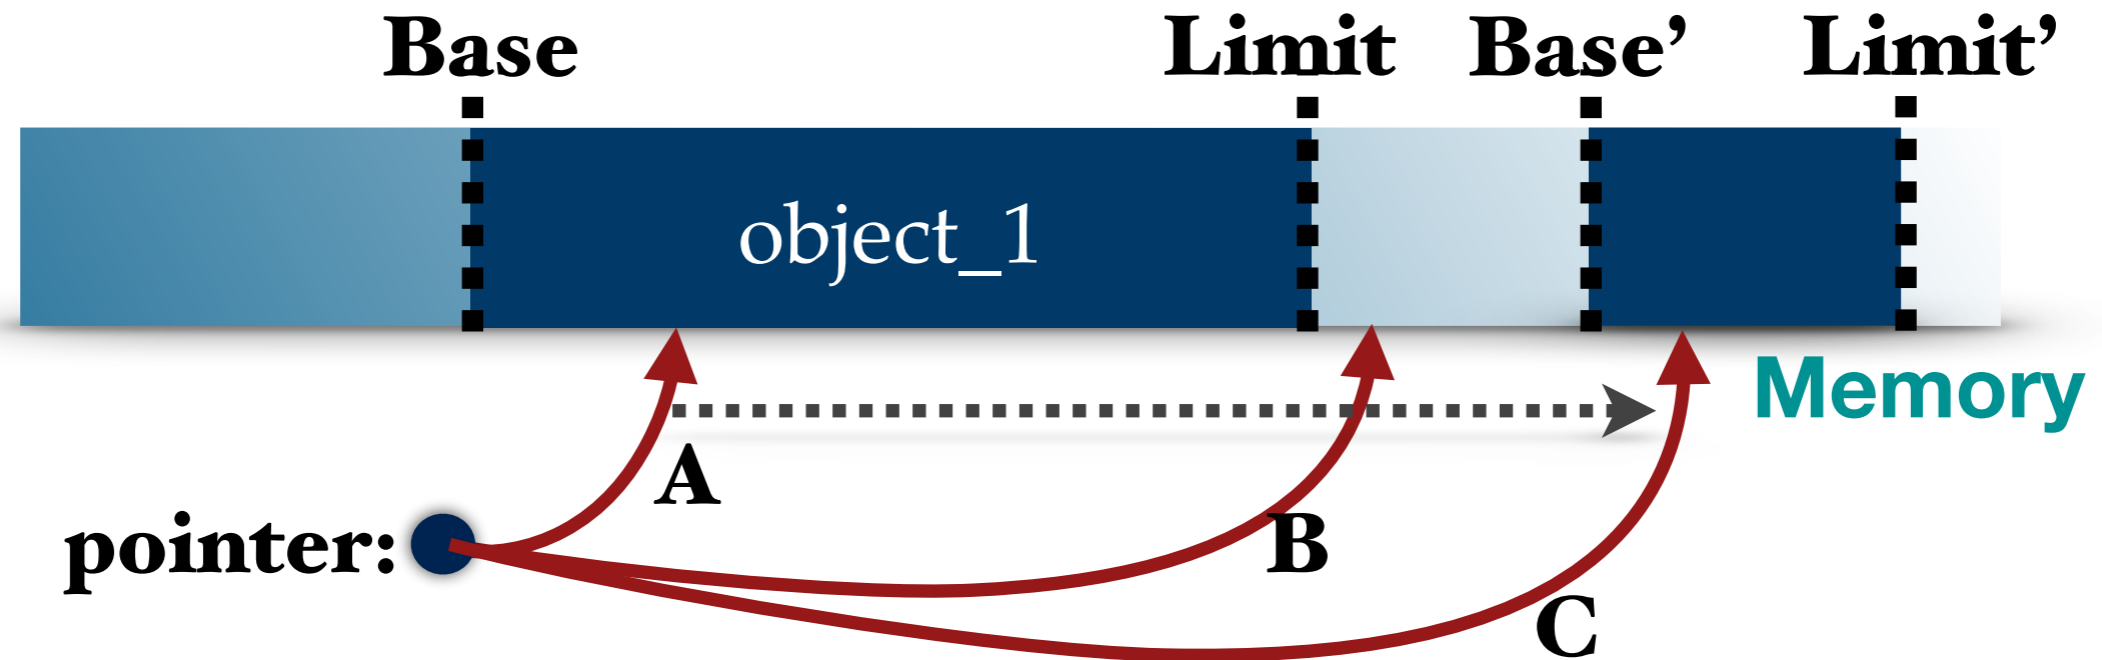 Base Limit Base’ Limit’
object_1
Memory
A
pointer:
B
C